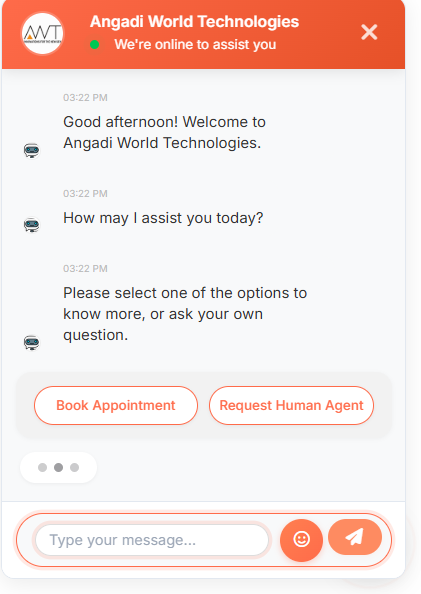 AWT
Angadi World Technologies
We're online to assist you
03:22 PM
Good afternoon! Welcome to
Angadi World Technologies.
03:22 PM
How may I assist you today?
03:22 PM
Please select one of the options to
know more, or ask your own
question.
Book Appointment
Request Human Agent
Type your message...